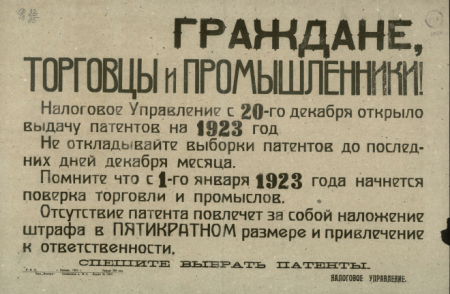 ГРАЖДАНЕ,
ТОРГОВЦЫ и ПРОМЫШЛЕННИКИ!
Налоговое Управление с 20-го декабря открыло
выдачу патентов на 1923 год
Не откладывайте выборки патентов до послед-
них дней декабря месяца.
Помните что с 1-го января 1923 года начнется
поверка торговли и промыслов.
Отсутствие патента повлечет за собой наложение
штрафа в ПЯТИКРАТНОМ размере и привлечение
к ответственности.
СПЕШИТЕ ВЫБРАТЬ ПАТЕНТЫ.
НАЛОГОВОЕ УПРАВЛЕНИЕ.